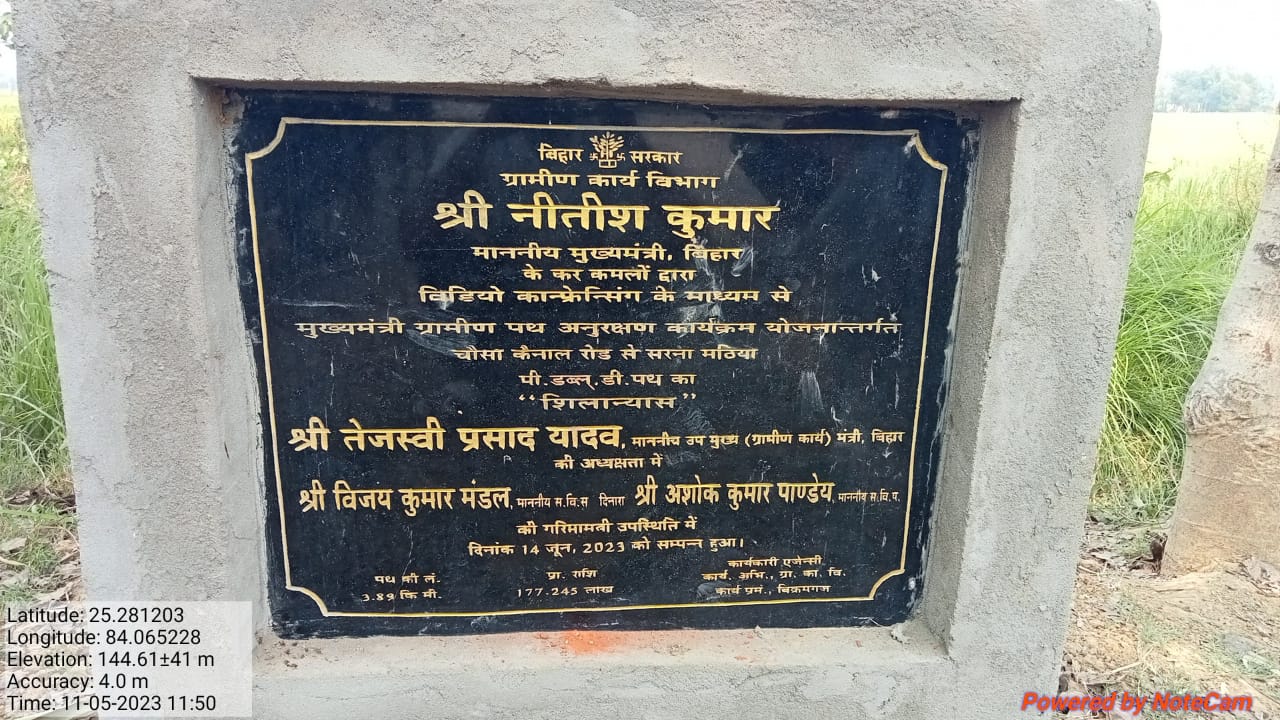 बिहार सरकार
ग्रामीण कार्य विभाग
श्री नीतीश कुमार
माननीय मुख्यमंत्री, बिहार
के कर कमलों द्वारा
विडियो कान्फ्रेन्सिंग के माध्यम से
मुख्यमंत्री ग्रामीण पथ अनुरक्षण कार्यक्रम योजनान्तर्गत
चौसा कैनाल रोड से सरना मठिया
पी.डब्लू.डी.पथ का
“शिलान्यास”
श्री तेजस्वी प्रसाद यादव, माननीय उप मुख्य (ग्रामीण कार्य) मंत्री, बिहार
की अध्यक्षता में
श्री विजय कुमार मंडल, माननीय स.वि.स दिनारा श्री अशोक कुमार पाण्डेय, माननीय स.वि.प.
की गरिमामयी उपस्थिति में
दिनांक 14 जून, 2023 को सम्पन्न हुआ।
पथ की लं. प्रा. राशि कार्यकारी एजेन्सी
3.89 कि मी. 177.245 लाख कार्य. अभि., ग्रा. का. वि.
कार्य प्रमं., बिक्रमगंज
Latitude: 25.281203
Longitude: 84.065228
Elevation: 144.61±41 m
Accuracy: 4.0 m
Time: 11-05-2023 11:50
Powered by NoteCam